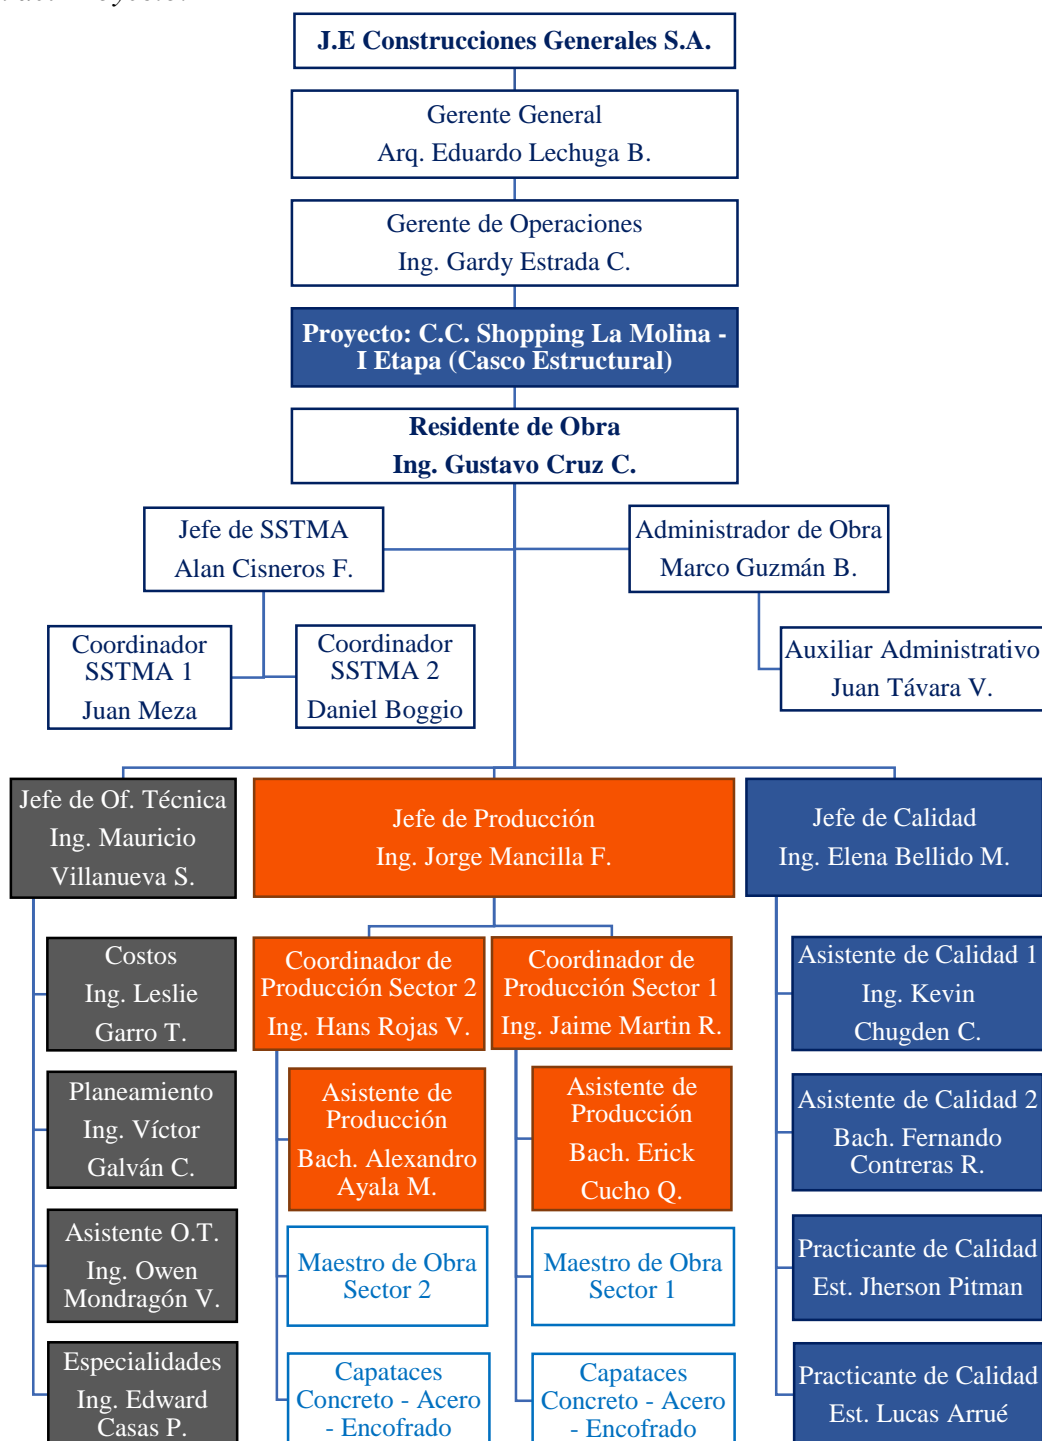 J.E Construcciones Generales S.A.
Gerente General
Arq. Eduardo Lechuga B.
Gerente de Operaciones
Ing. Gardy Estrada C.
Proyecto: C.C. Shopping La Molina -
I Etapa (Casco Estructural)
Residente de Obra
Ing. Gustavo Cruz C.
Jefe de SSTMA
Alan Cisneros F.
Administrador de Obra
Marco Guzmán B.
Coordinador
SSTMA 1
Juan Meza
Coordinador
SSTMA 2
Daniel Boggio
Auxiliar Administrativo
Juan Távara V.
Jefe de Of. Técnica
Ing. Mauricio
Villanueva S.
Jefe de Producción
Ing. Jorge Mancilla F.
Jefe de Calidad
Ing. Elena Bellido M.
Costos
Ing. Leslie
Garro T.
Planeamiento
Ing. Víctor
Galván C.
Asistente O.T.
Ing. Owen
Mondragón V.
Especialidades
Ing. Edward
Casas P.
Coordinador de
Producción Sector 2
Ing. Hans Rojas V.
Asistente de
Producción
Bach. Alexandro
Ayala M.
Maestro de Obra
Sector 2
Capataces
Concreto - Acero
- Encofrado
Coordinador de
Producción Sector 1
Ing. Jaime Martin R.
Asistente de
Producción
Bach. Erick
Cucho Q.
Maestro de Obra
Sector 1
Capataces
Concreto - Acero
- Encofrado
Asistente de Calidad 1
Ing. Kevin
Chugden C.
Asistente de Calidad 2
Bach. Fernando
Contreras R.
Practicante de Calidad
Est. Jherson Pitman
Practicante de Calidad
Est. Lucas Arrué